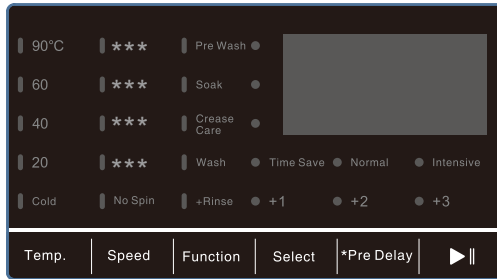 90°C *** Pre Wash
60 *** Soak
40 *** Crease
Care
20 *** Wash Time Save Normal Intensive
Cold No Spin +Rinse +1 +2 +3
Temp. Speed Function Select *Pre Delay